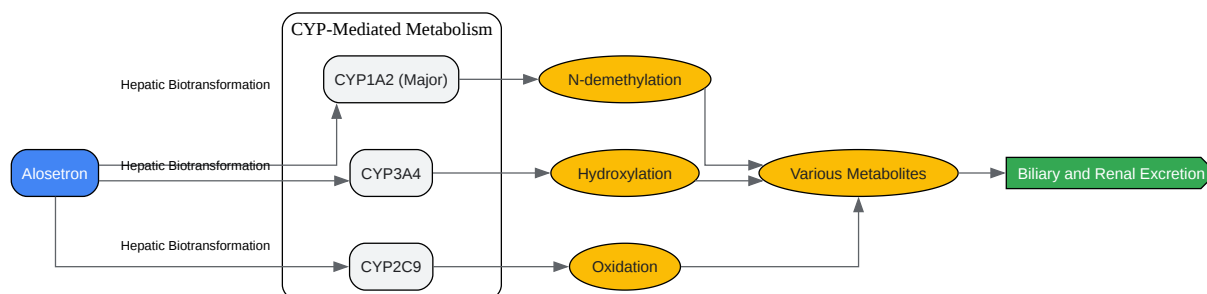 CYP-Mediated Metabolism
Hepatic Biotransformation
CYP1A2 (Major)
N-demethylation
Alosetron
Hepatic Biotransformation
CYP3A4
Hydroxylation
Various Metabolites
Biliary and Renal Excretion
Hepatic Biotransformation
CYP2C9
Oxidation